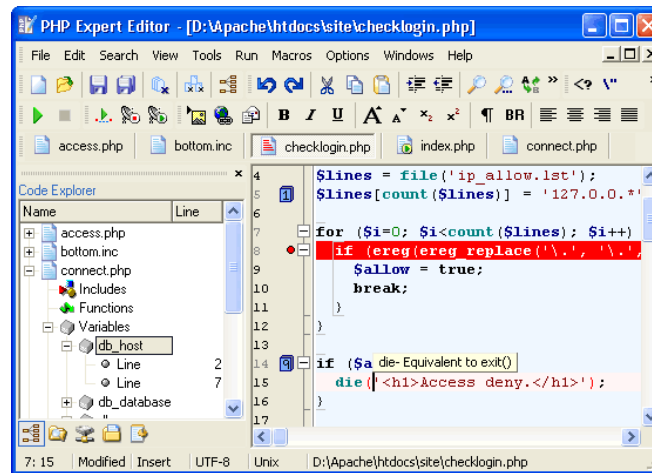 PHP Expert Editor - [D:\Apache\htdocs\site\checklogin.php]
File Edit Search View Tools Run Macros Options Windows Help
<? \"
B I U A A x₂ x² ¶ BR
access.php bottom.inc checklogin.php index.php connect.php
Code Explorer
Name Line
access.php
bottom.inc
connect.php
Includes
Functions
Variables
db_host
Line 2
Line 7
db_database
4 $lines = file('ip_allow.lst');
5 1 $lines[count($lines)] = '127.0.0.*'
6
7 for ($i=0; $i<count($lines); $i++)
8 if (ereg(ereg_replace('\.', '\.',
9 $allow = true;
10 break;
11 }
12 }
13
14 9 if ($a die- Equivalent to exit()
15 die('<h1>Access deny.</h1>');
16 }
17
7: 15 Modified Insert UTF-8 Unix D:\Apache\htdocs\site\checklogin.php